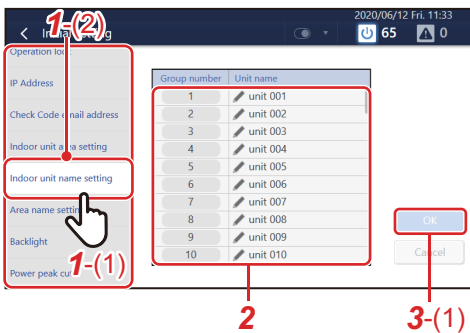 2020/06/12 Fri. 11:33
1-(2)
65
0
Operation lock
IP Address
Check Code email address
Indoor unit area setting
Indoor unit name setting
Area name setting
Backlight
Power peak cut
1-(1)
Group number Unit name
1 unit 001
2 unit 002
3 unit 003
4 unit 004
5 unit 005
6 unit 006
7 unit 007
8 unit 008
9 unit 009
10 unit 010
OK
Cancel
2
3-(1)